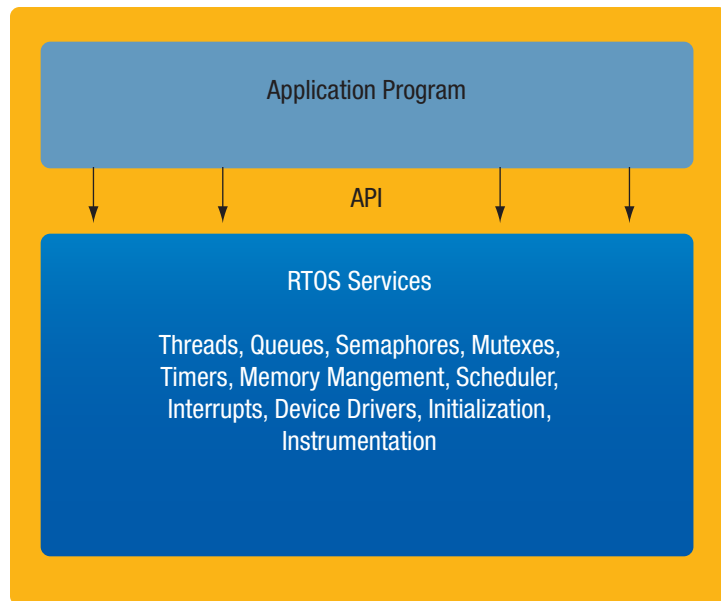 Application Program
API
RTOS Services
Threads, Queues, Semaphores, Mutexes,
Timers, Memory Mangement, Scheduler,
Interrupts, Device Drivers, Initialization,
Instrumentation